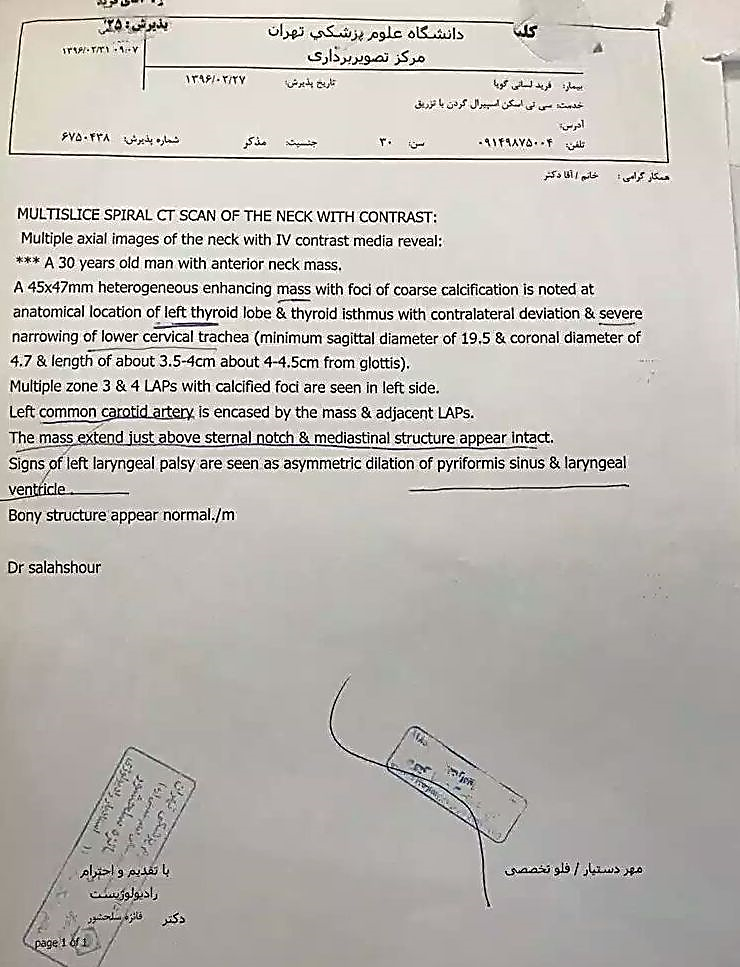 پذیرش:
۱۳۹۶/۰۲/۳۱ ۰۹:۰۷
دانشگاه علوم پزشکی تهران
مرکز تصویربرداری
بیمار: فرید لسانی گویا
تاریخ پذیرش: ۱۳۹۶/۰۲/۲۷
خدمت: سی تی اسکن اسپیرال گردن با تزریق
آدرس:
تلفن: ۰۹۱۴۹۸۷۵۰۰۴ سن: ۳۰ جنسیت: مذکر شماره پذیرش: ۶۷۵۰۴۳۸
همکار گرامی: خانم / آقا دکتر
MULTISLICE SPIRAL CT SCAN OF THE NECK WITH CONTRAST:
Multiple axial images of the neck with IV contrast media reveal:
*** A 30 years old man with anterior neck mass.
A 45x47mm heterogeneous enhancing mass with foci of coarse calcification is noted at
anatomical location of left thyroid lobe & thyroid isthmus with contralateral deviation & severe
narrowing of lower cervical trachea (minimum sagittal diameter of 19.5 & coronal diameter of
4.7 & length of about 3.5-4cm about 4-4.5cm from glottis).
Multiple zone 3 & 4 LAPs with calcified foci are seen in left side.
Left common carotid artery is encased by the mass & adjacent LAPs.
The mass extend just above sternal notch & mediastinal structure appear intact.
Signs of left laryngeal palsy are seen as asymmetric dilation of pyriformis sinus & laryngeal
ventricle .
Bony structure appear normal./m
Dr salahshour
مهر دستیار / فلو تخصصی
با تقدیم و احترام
رادیولوژیست
دکتر فائزه سلحشور
page 1 of 1